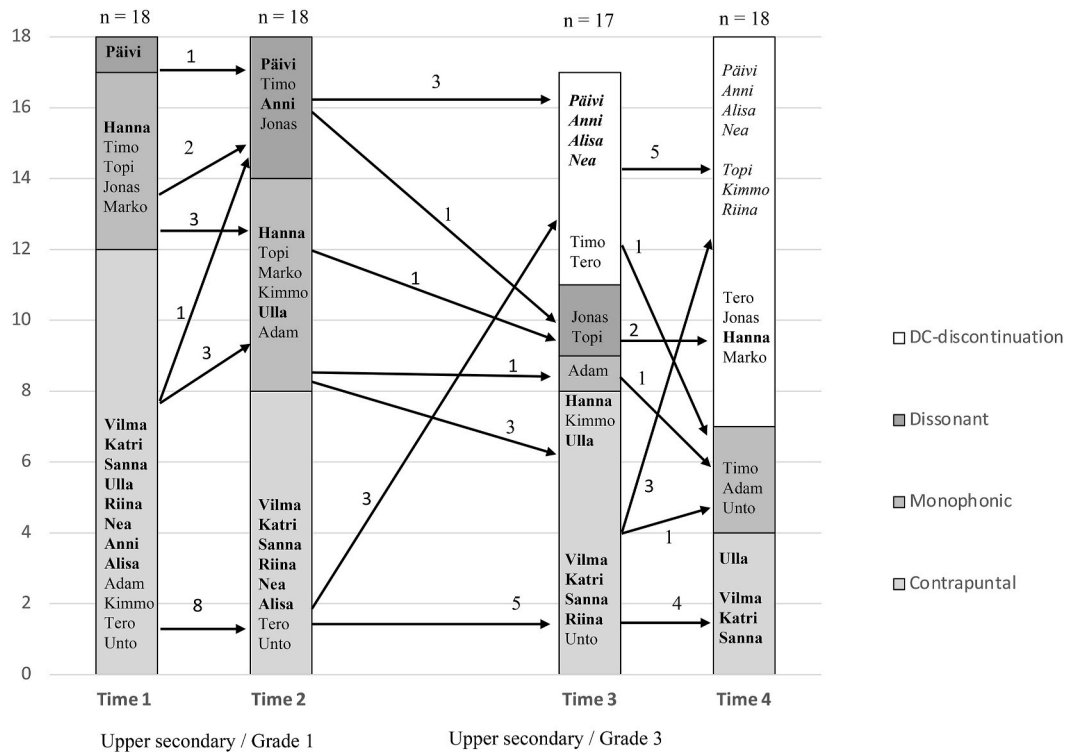 n = 18
n = 18
n = 17
n = 18
18
16
14
12
10
8
6
4
2
0
Päivi
Hanna
Timo
Topi
Jonas
Marko
Vilma
Katri
Sanna
Ulla
Riina
Nea
Anni
Alisa
Adam
Kimmo
Tero
Unto
1
2
3
1
3
8
Päivi
Timo
Anni
Jonas
Hanna
Topi
Marko
Kimmo
Ulla
Adam
Vilma
Katri
Sanna
Riina
Nea
Alisa
Tero
Unto
3
1
1
1
3
3
5
Päivi
Anni
Alisa
Nea
Timo
Tero
Jonas
Topi
Adam
Hanna
Kimmo
Ulla
Vilma
Katri
Sanna
Riina
Unto
5
1
2
1
3
1
4
Päivi
Anni
Alisa
Nea
Topi
Kimmo
Riina
Tero
Jonas
Hanna
Marko
Timo
Adam
Unto
Ulla
Vilma
Katri
Sanna
DC-discontinuation
Dissonant
Monophonic
Contrapuntal
Time 1
Time 2
Time 3
Time 4
Upper secondary / Grade 1
Upper secondary / Grade 3